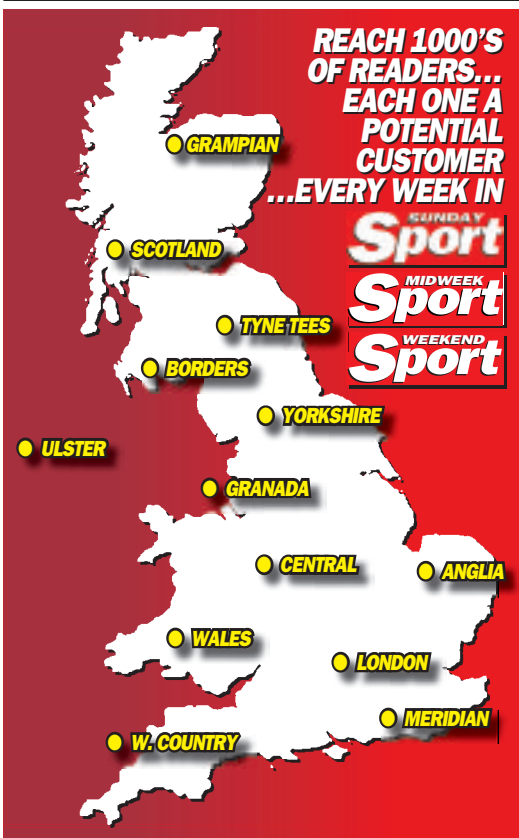 REACH 1000'S
OF READERS...
EACH ONE A
POTENTIAL
CUSTOMER
...EVERY WEEK IN
SUNDAY
Sport
MIDWEEK
Sport
WEEKEND
Sport
GRAMPIAN
SCOTLAND
TYNE TEES
BORDERS
YORKSHIRE
ULSTER
GRANADA
CENTRAL
ANGLIA
WALES
LONDON
MERIDIAN
W. COUNTRY